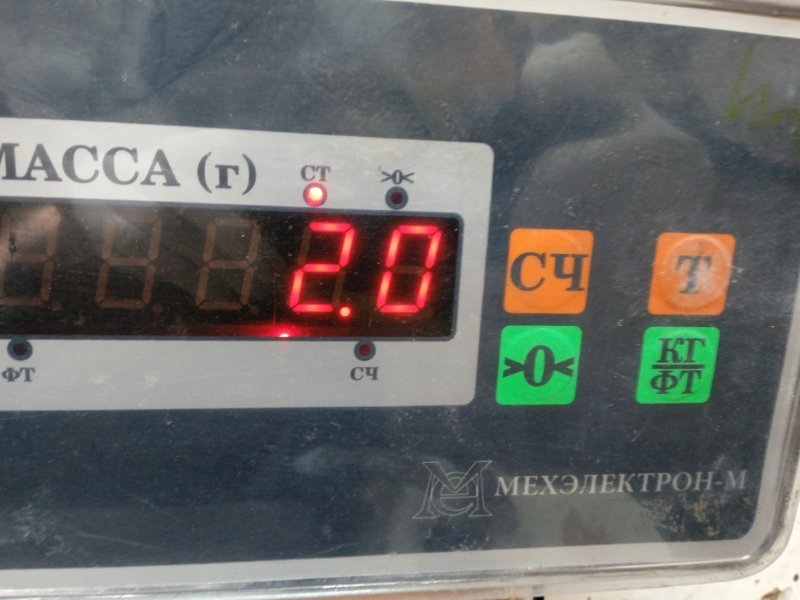 МАССА (г)
СТ >0<
2.0
ФТ СЧ
СЧ Т
>0< КГ
ФТ
МЕХЭЛЕКТРОН-М